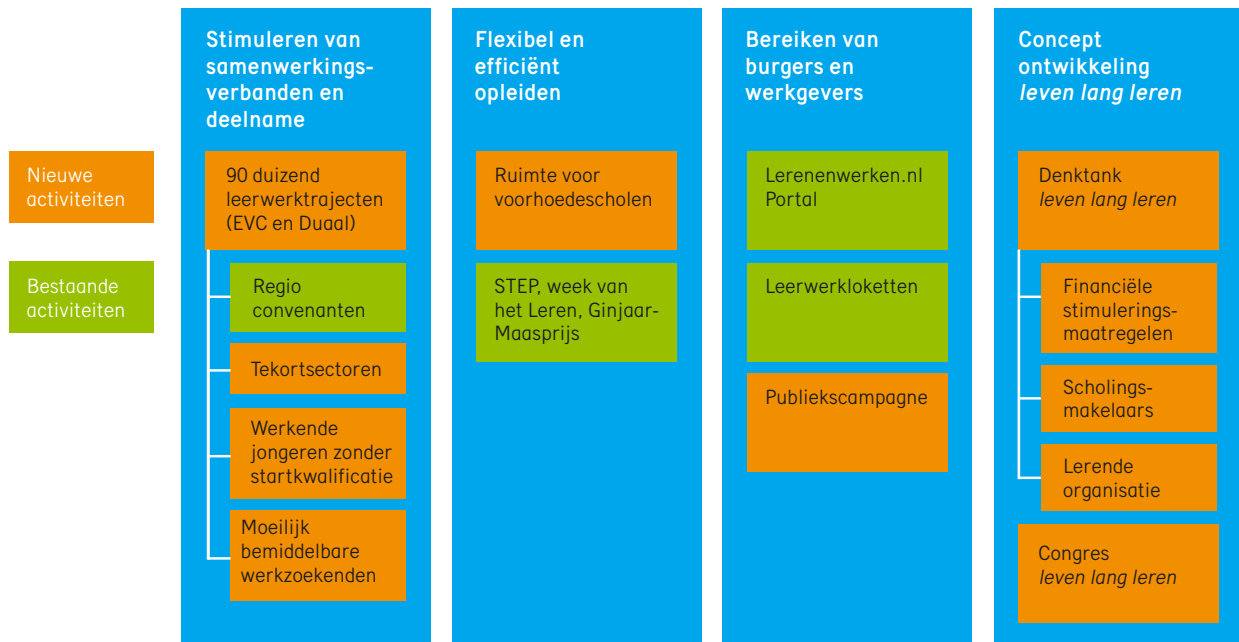 Stimuleren van
samenwerkings-
verbanden en
deelname
Flexibel en
efficiënt
opleiden
Bereiken van
burgers en
werkgevers
Concept
ontwikkeling
leven lang leren
Nieuwe
activiteiten
Bestaande
activiteiten
90 duizend
leerwerktrajecten
(EVC en Duaal)
Regio
convenanten
Tekortsectoren
Werkende
jongeren zonder
startkwalificatie
Moeilijk
bemiddelbare
werkzoekenden
Ruimte voor
voorhoedescholen
STEP, week van
het Leren, Ginjaar-
Maasprijs
Lerenenwerken.nl
Portal
Leerwerkloketten
Publiekscampagne
Denktank
leven lang leren
Financiële
stimulerings-
maatregelen
Scholings-
makelaars
Lerende
organisatie
Congres
leven lang leren